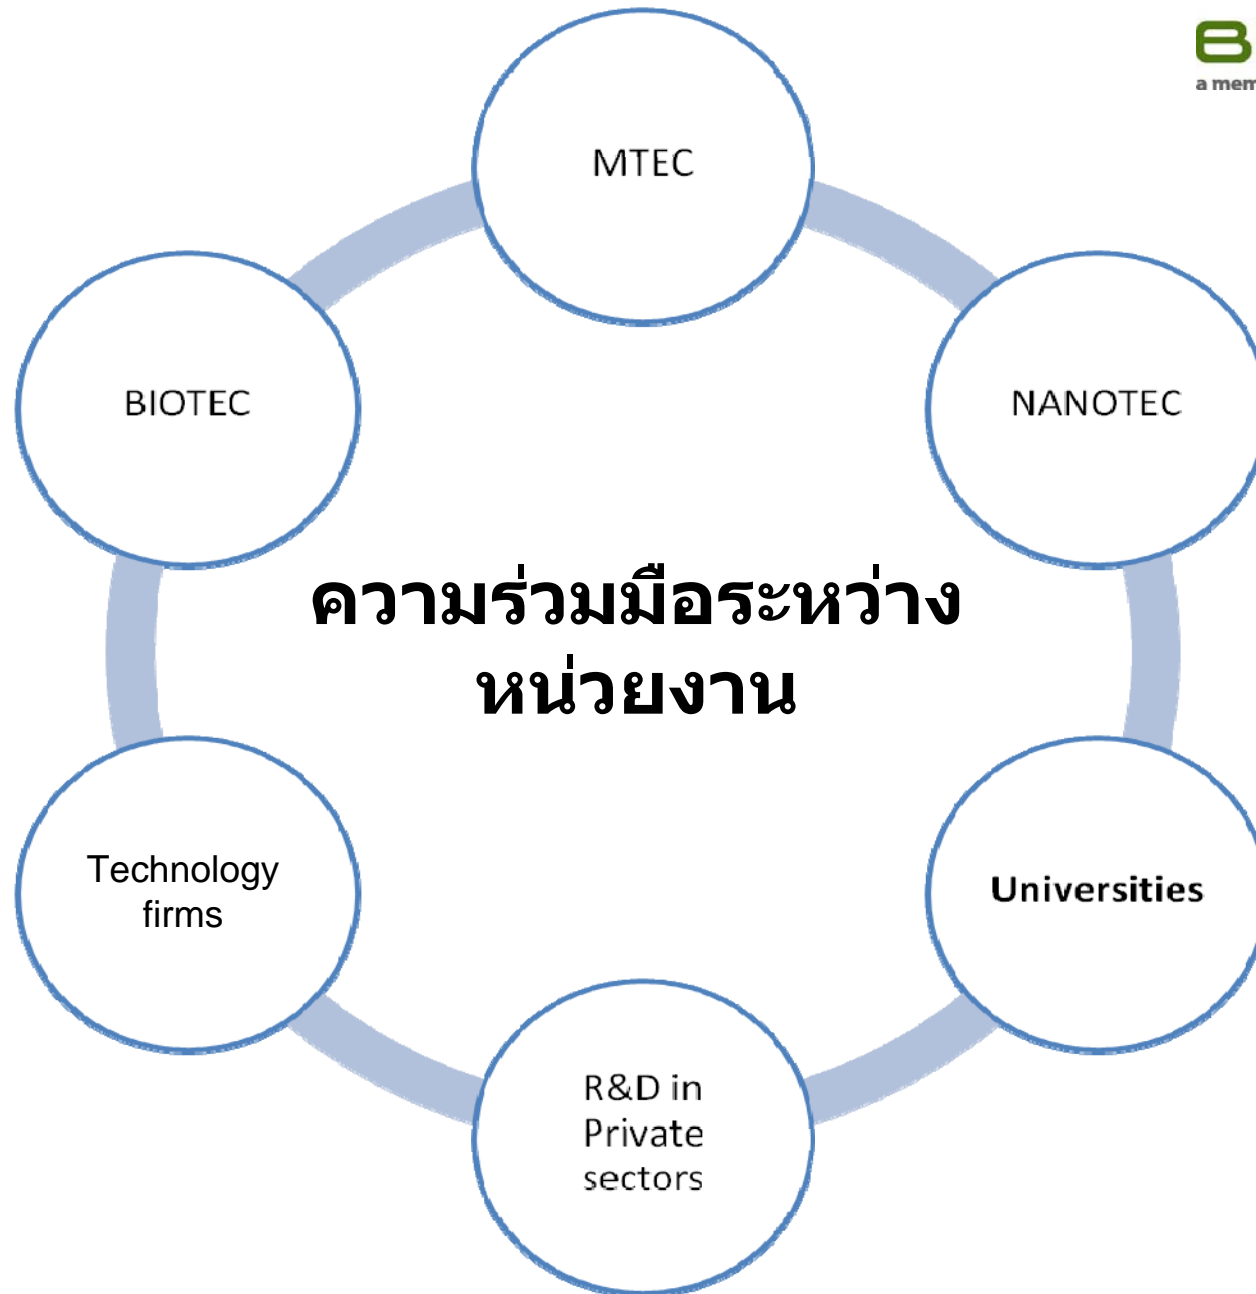 MTEC
BIOTEC
NANOTEC
ความร่วมมือระหว่าง
หน่วยงาน
Technology
firms
Universities
R&D in
Private
sectors
B
a mem